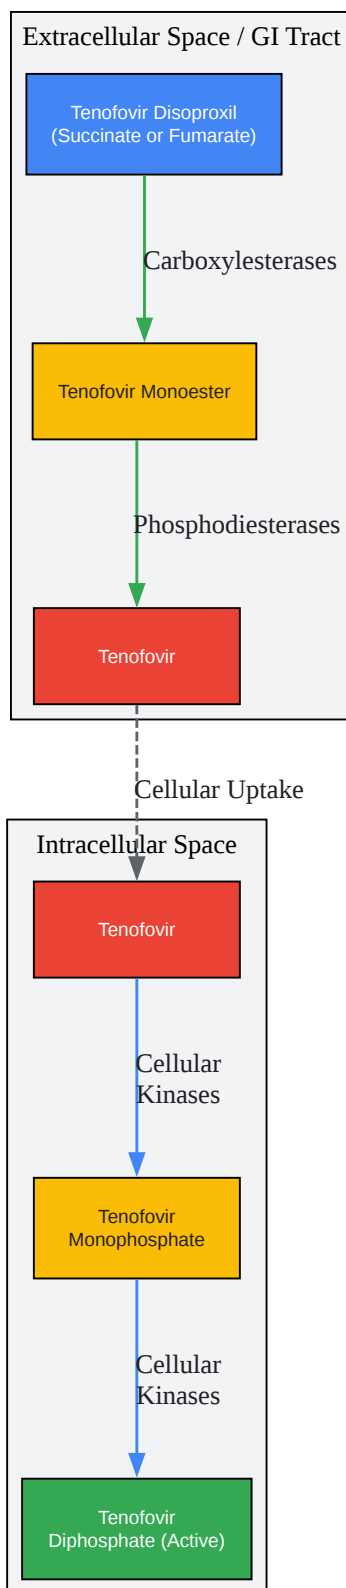 Extracellular Space / GI Tract
Tenofovir Disoproxil
(Succinate or Fumarate)
Carboxylesterases
Tenofovir Monoester
Phosphodiesterases
Tenofovir
Cellular Uptake
Intracellular Space
Tenofovir
Cellular
Kinases
Tenofovir
Monophosphate
Cellular
Kinases
Tenofovir
Diphosphate (Active)